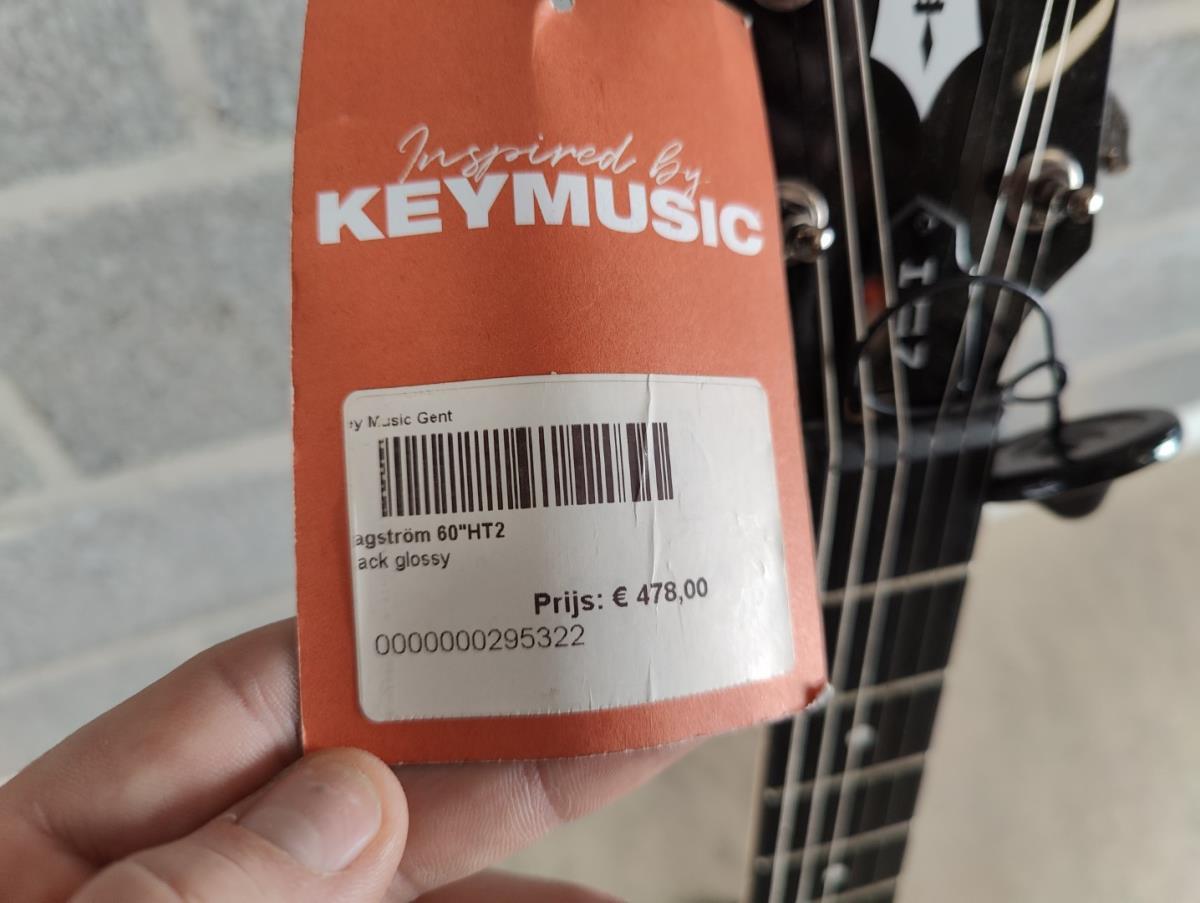 Inspired By
KEYMUSIC
ey Music Gent
agström 60"HT2
ack glossy
Prijs: € 478,00
0000000295322